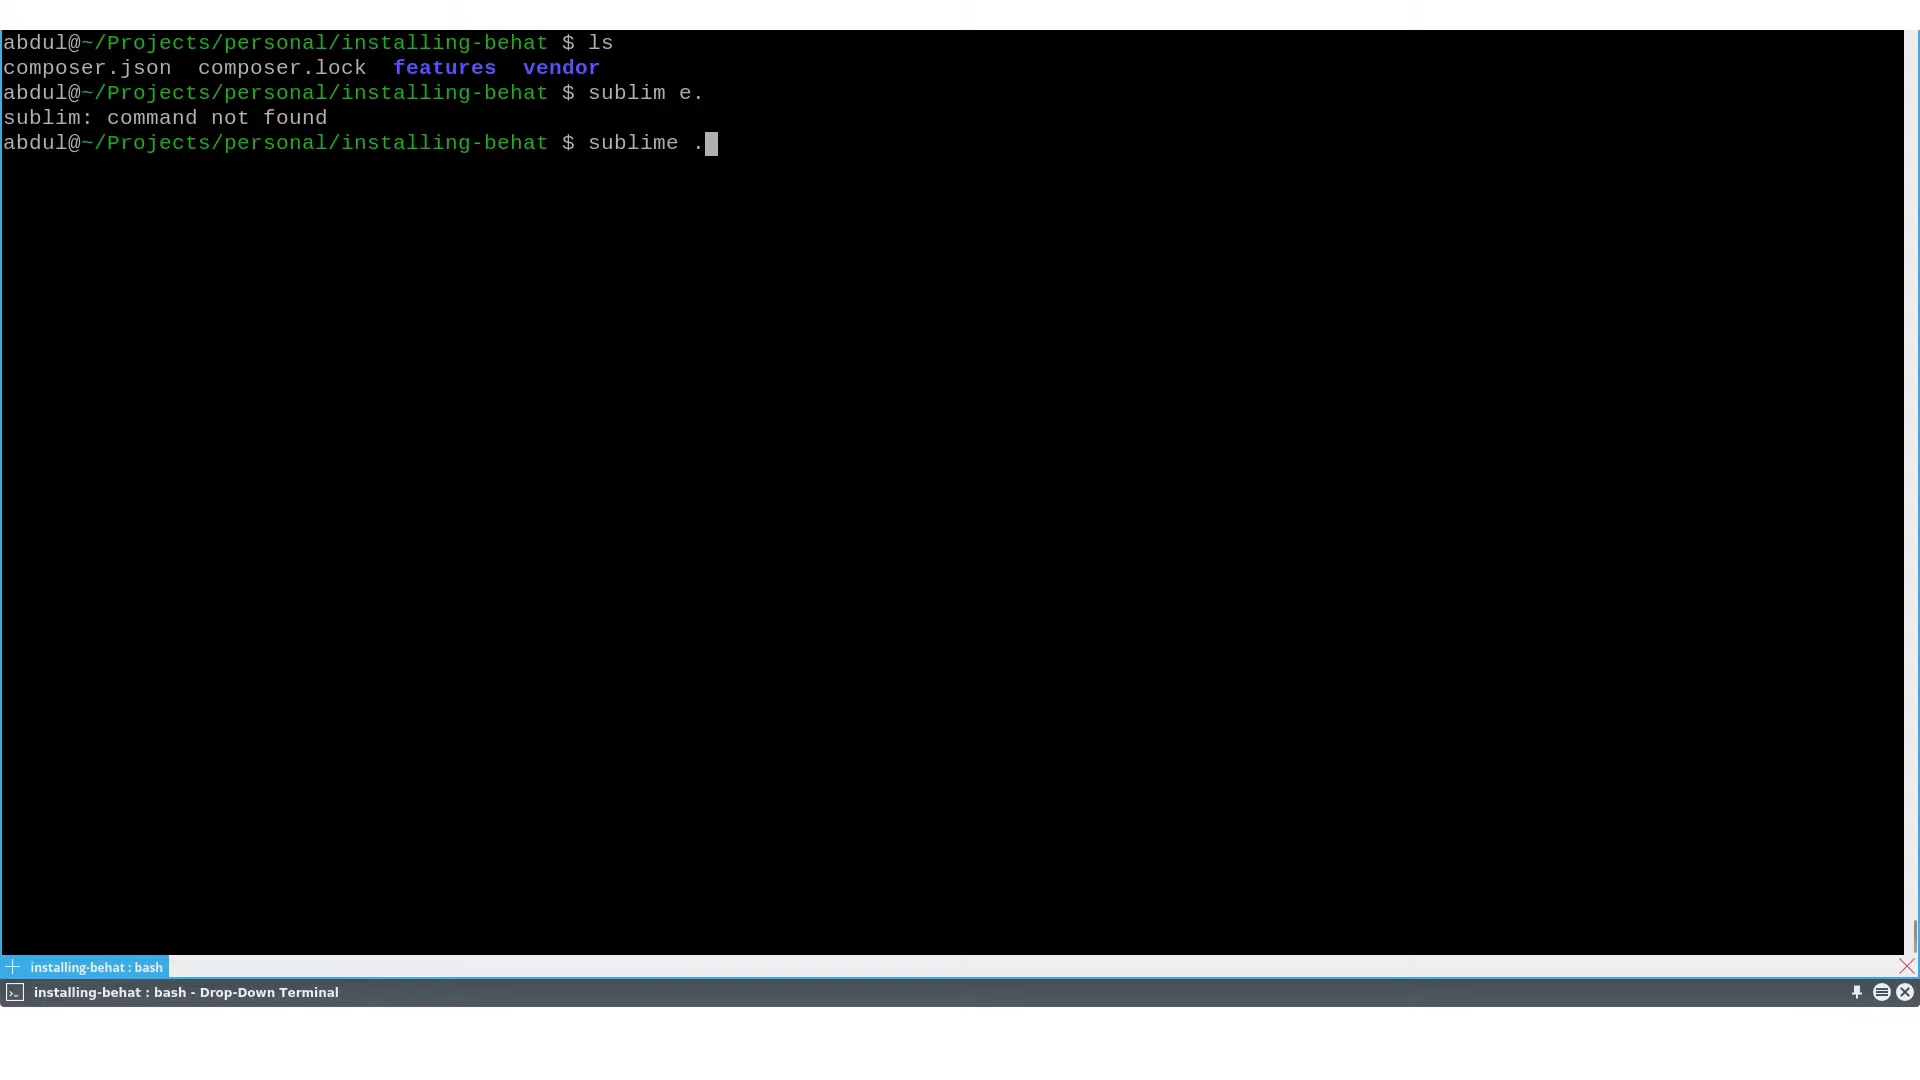 abdul@~/Projects/personal/installing-behat $ ls
composer.json  composer.lock  features  vendor
abdul@~/Projects/personal/installing-behat $ sublim e.
sublim: command not found
abdul@~/Projects/personal/installing-behat $ sublime .
installing-behat : bash
installing-behat : bash - Drop-Down Terminal